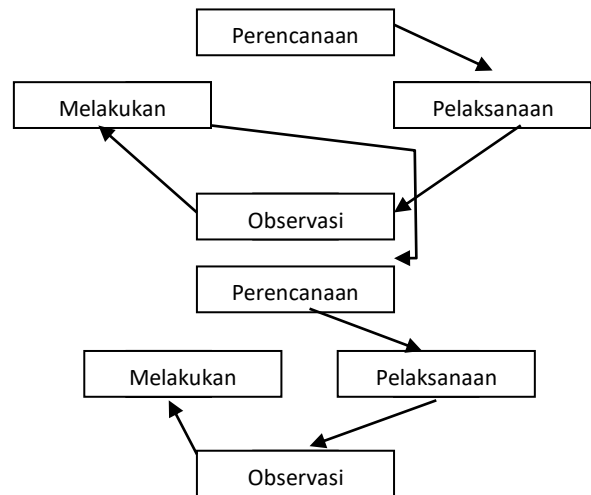 Perencanaan
Melakukan
Pelaksanaan
Observasi
Perencanaan
Melakukan
Pelaksanaan
Observasi